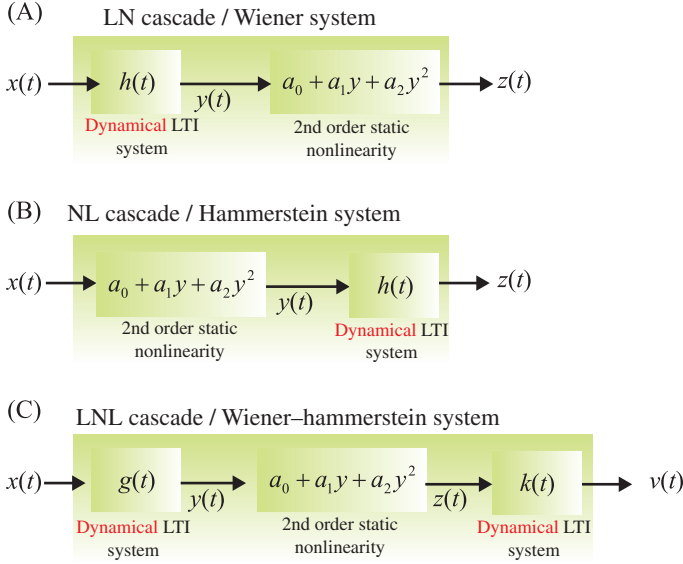 (A)
LN cascade / Wiener system
x(t)
h(t)
y(t)
a₀ + a₁y + a₂y²
z(t)
Dynamical LTI
system
2nd order static
nonlinearity
(B)
NL cascade / Hammerstein system
x(t)
a₀ + a₁y + a₂y²
y(t)
h(t)
z(t)
2nd order static
nonlinearity
Dynamical LTI
system
(C)
LNL cascade / Wiener–hammerstein system
x(t)
g(t)
y(t)
a₀ + a₁y + a₂y²
z(t)
k(t)
v(t)
Dynamical LTI
system
2nd order static
nonlinearity
Dynamical LTI
system